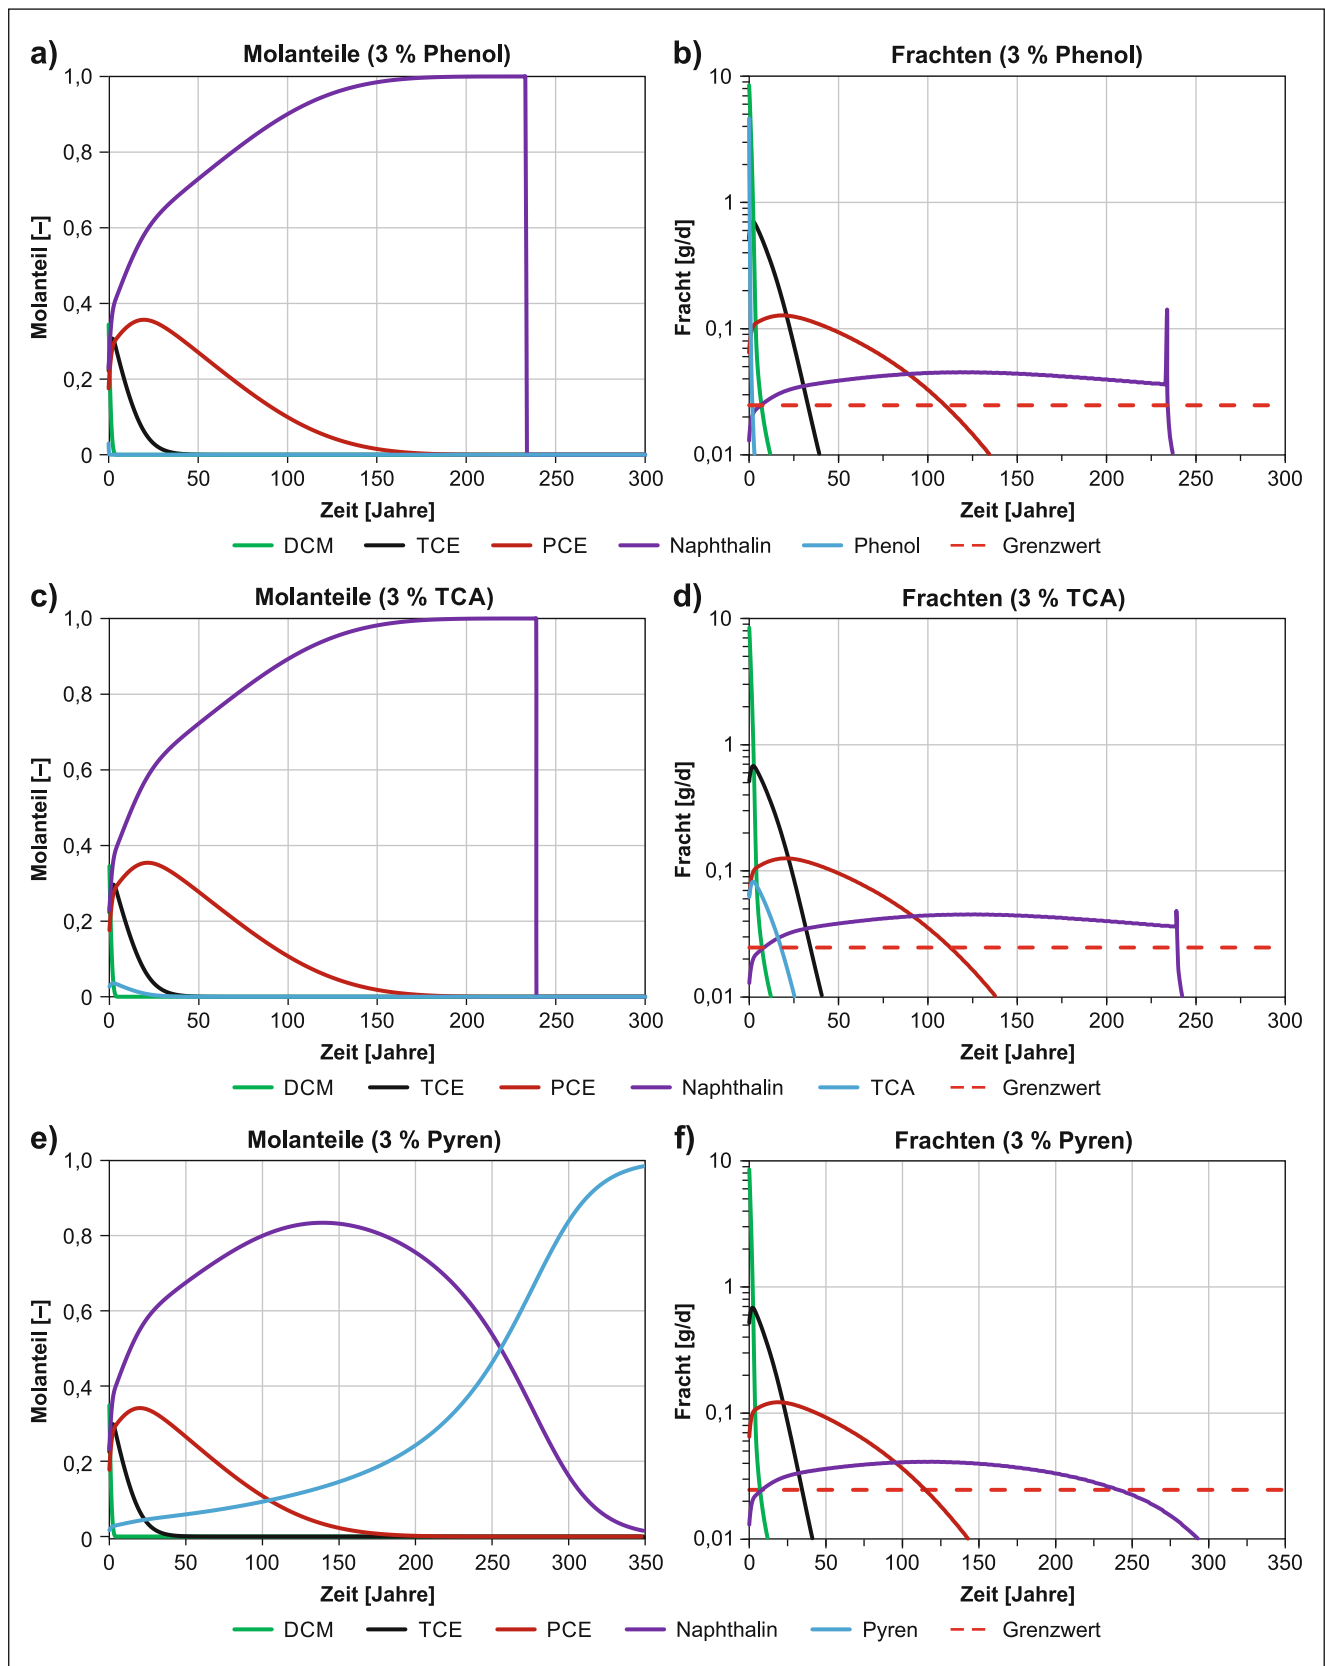 a) Molanteile (3 % Phenol)
Molanteil [–]
1,0
0,8
0,6
0,4
0,2
0
0 50 100 150 200 250 300
Zeit [Jahre]
b) Frachten (3 % Phenol)
Fracht [g/d]
10
1
0,1
0,01
0 50 100 150 200 250 300
Zeit [Jahre]
DCM TCE PCE Naphthalin Phenol Grenzwert
c) Molanteile (3 % TCA)
Molanteil [–]
1,0
0,8
0,6
0,4
0,2
0
0 50 100 150 200 250 300
Zeit [Jahre]
d) Frachten (3 % TCA)
Fracht [g/d]
10
1
0,1
0,01
0 50 100 150 200 250 300
Zeit [Jahre]
DCM TCE PCE Naphthalin TCA Grenzwert
e) Molanteile (3 % Pyren)
Molanteil [–]
1,0
0,8
0,6
0,4
0,2
0
0 50 100 150 200 250 300 350
Zeit [Jahre]
f) Frachten (3 % Pyren)
Fracht [g/d]
10
1
0,1
0,01
0 50 100 150 200 250 300 350
Zeit [Jahre]
DCM TCE PCE Naphthalin Pyren Grenzwert